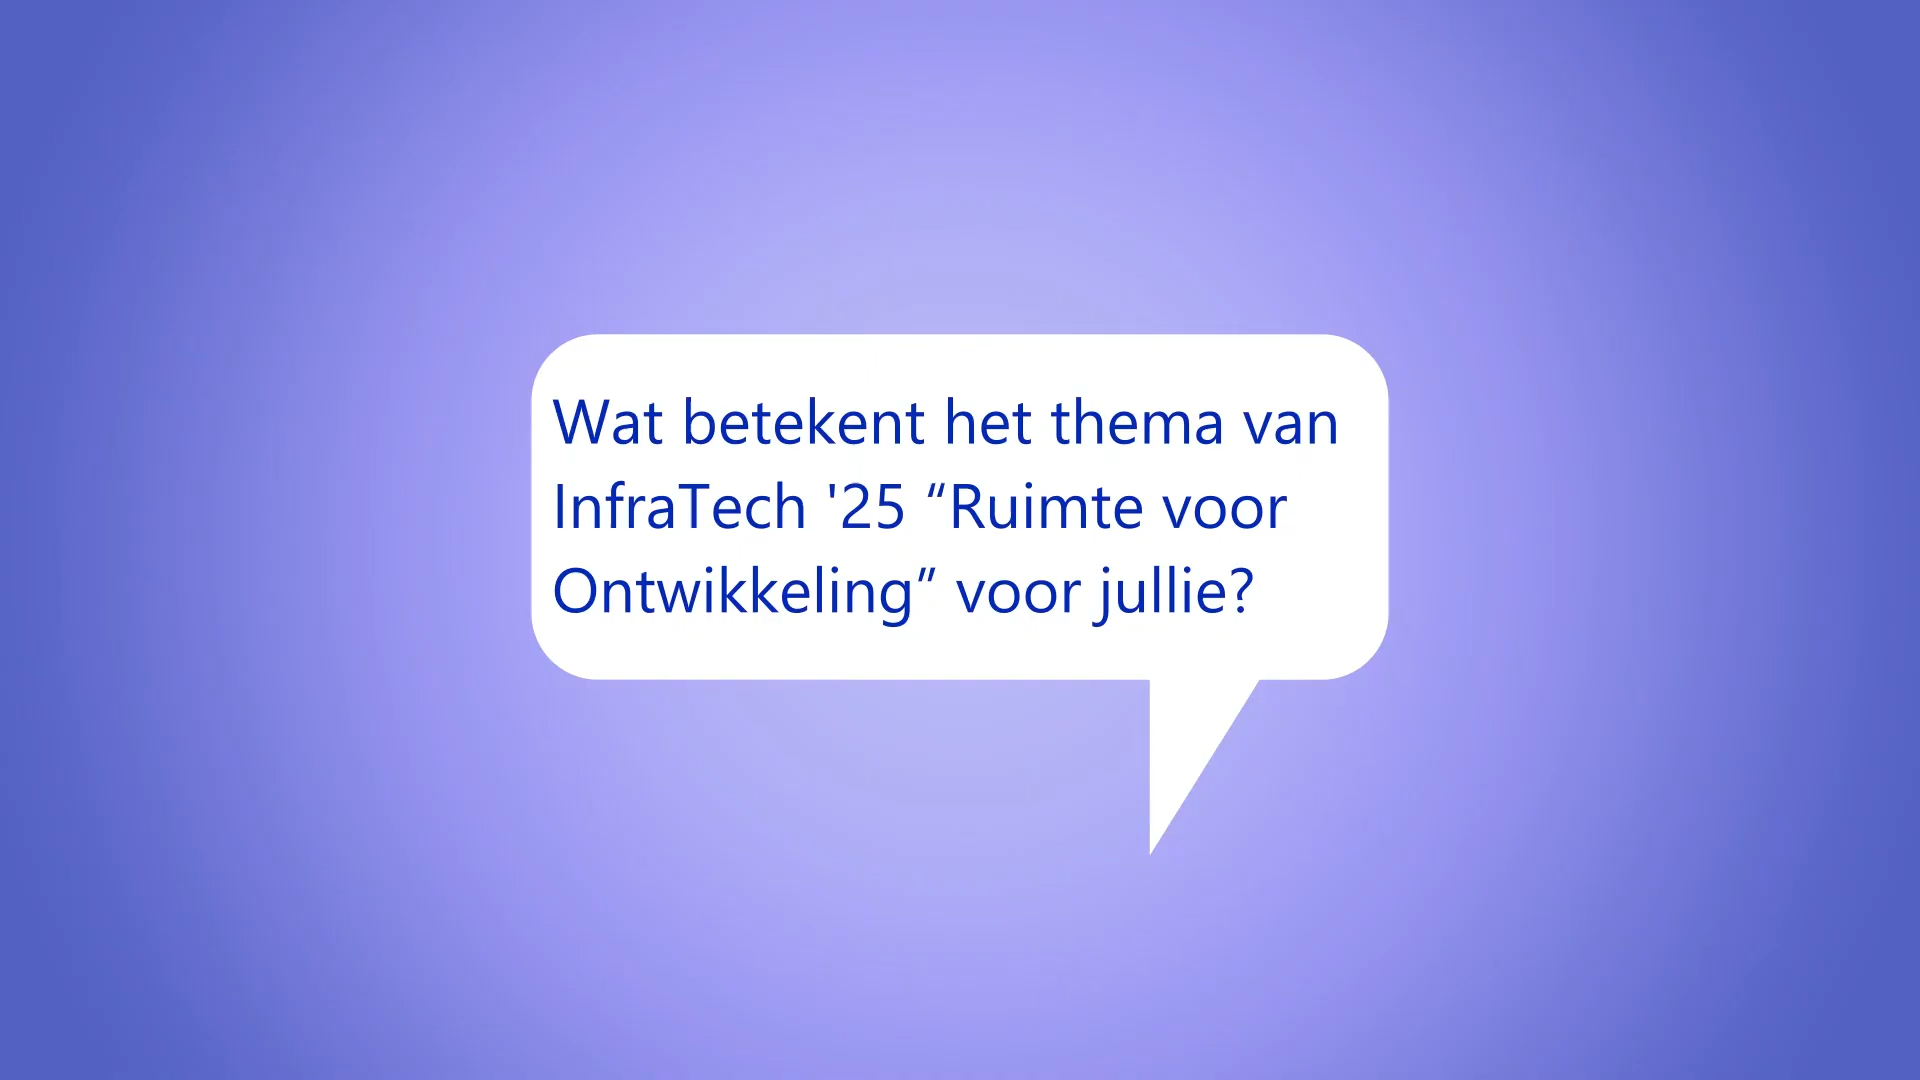 Wat betekent het thema van
InfraTech '25 “Ruimte voor
Ontwikkeling” voor jullie?